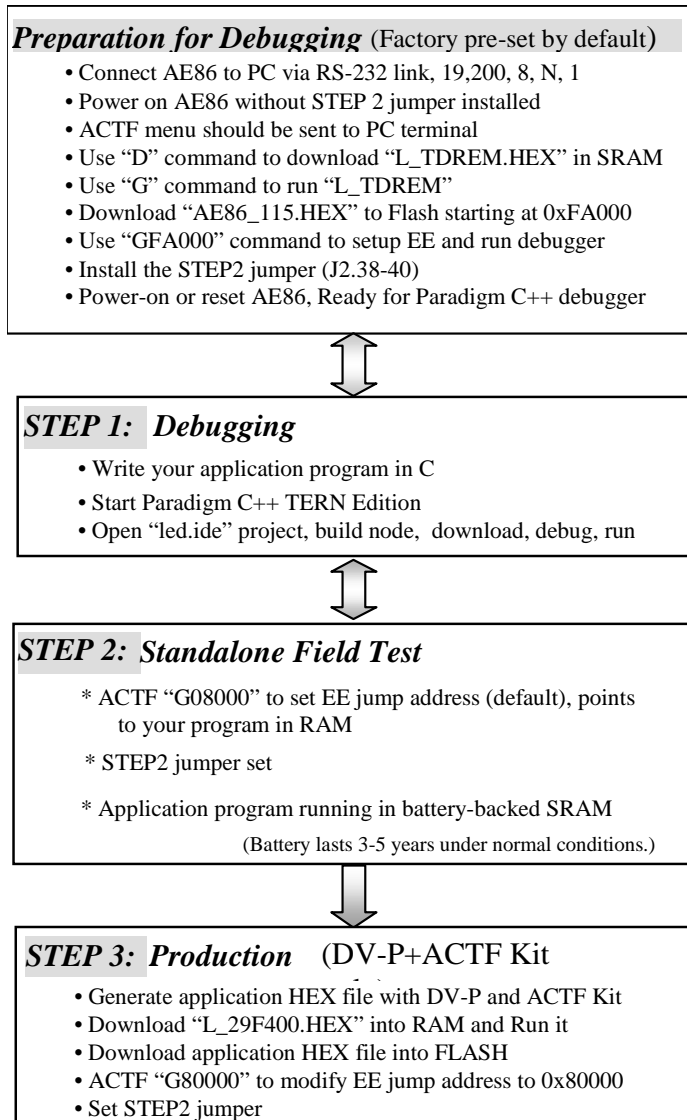 Preparation for Debugging (Factory pre-set by default)
• Connect AE86 to PC via RS-232 link, 19,200, 8, N, 1
• Power on AE86 without STEP 2 jumper installed
• ACTF menu should be sent to PC terminal
• Use “D” command to download “L_TDREM.HEX” in SRAM
• Use “G” command to run “L_TDREM”
• Download “AE86_115.HEX” to Flash starting at 0xFA000
• Use “GFA000” command to setup EE and run debugger
• Install the STEP2 jumper (J2.38-40)
• Power-on or reset AE86, Ready for Paradigm C++ debugger
STEP 1: Debugging
• Write your application program in C
• Start Paradigm C++ TERN Edition
• Open “led.ide” project, build node, download, debug, run
STEP 2: Standalone Field Test
* ACTF “G08000” to set EE jump address (default), points
to your program in RAM
* STEP2 jumper set
* Application program running in battery-backed SRAM
(Battery lasts 3-5 years under normal conditions.)
STEP 3: Production (DV-P+ACTF Kit
• Generate application HEX file with DV-P and ACTF Kit
• Download “L_29F400.HEX” into RAM and Run it
• Download application HEX file into FLASH
• ACTF “G80000” to modify EE jump address to 0x80000
• Set STEP2 jumper